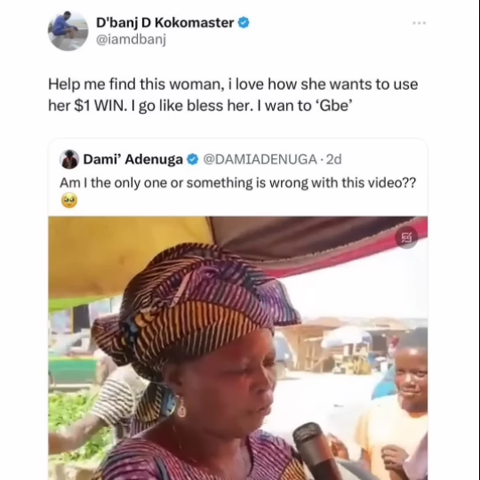 D'banj D Kokomaster
@iamdbanj
Help me find this woman, i love how she wants to use
her $1 WIN. I go like bless her. I wan to ‘Gbe’
Dami’ Adenuga @DAMIADENUGA · 2d
Am I the only one or something is wrong with this video??